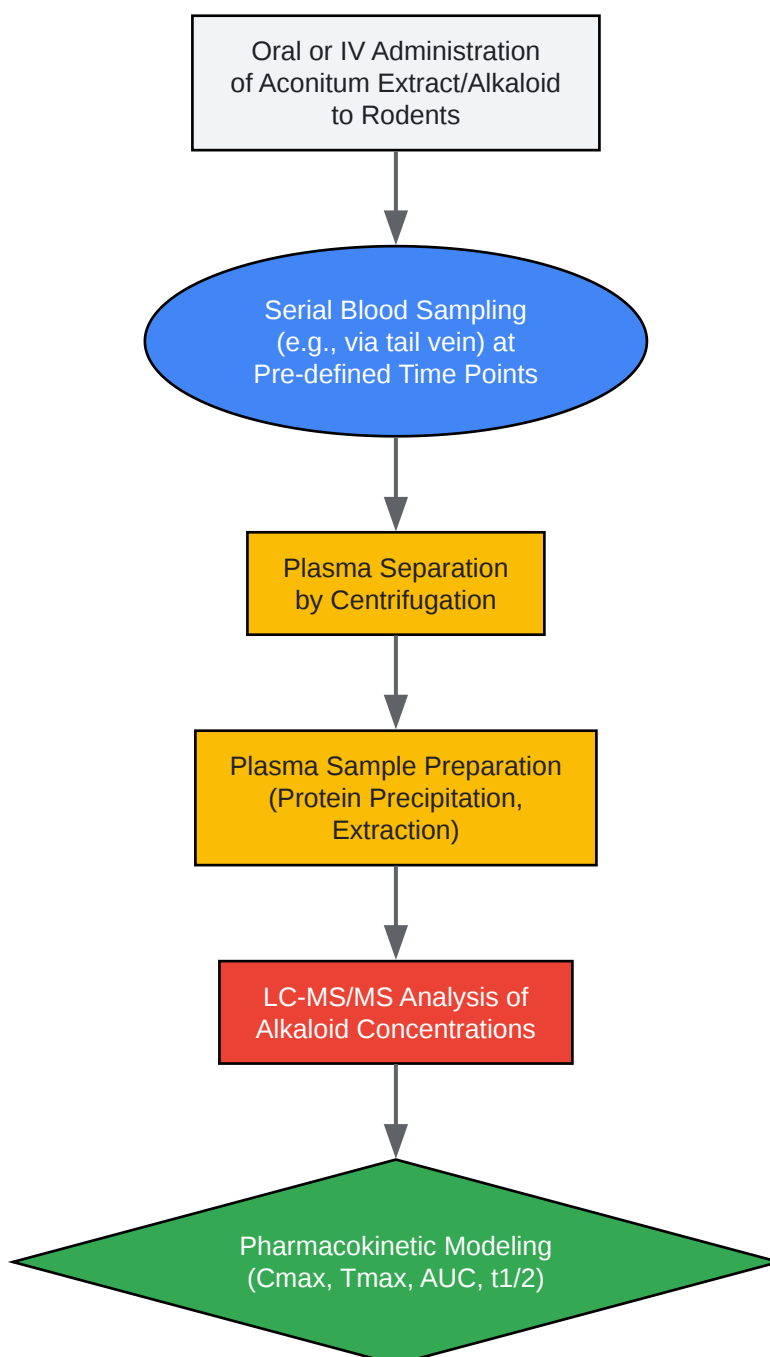 Oral or IV Administration
of Aconitum Extract/Alkaloid
to Rodents
Serial Blood Sampling
(e.g., via tail vein) at
Pre-defined Time Points
Plasma Separation
by Centrifugation
Plasma Sample Preparation
(Protein Precipitation,
Extraction)
LC-MS/MS Analysis of
Alkaloid Concentrations
Pharmacokinetic Modeling
(Cmax, Tmax, AUC, t1/2)